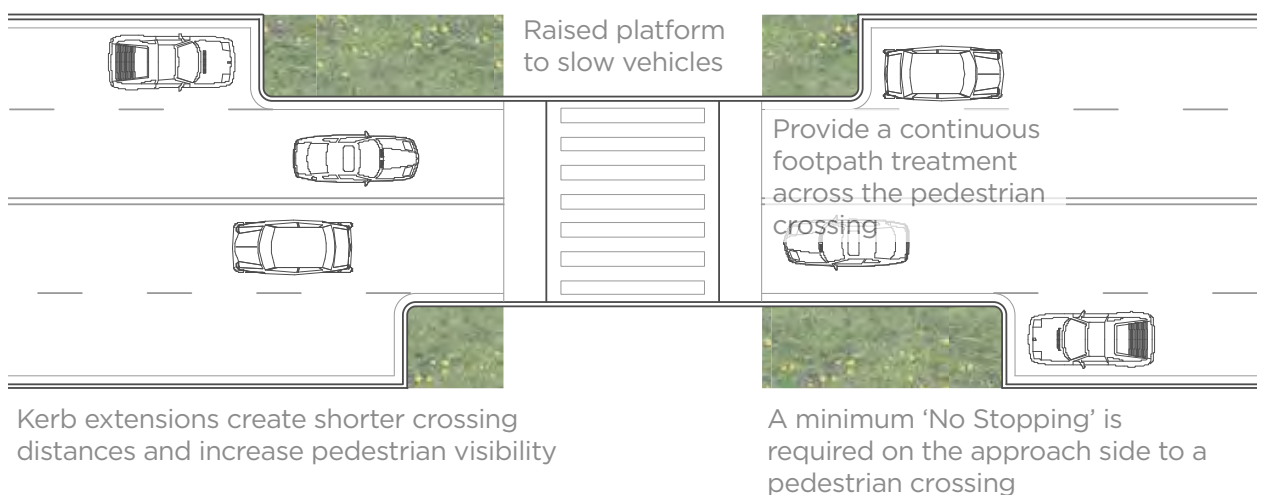 Raised platform
to slow vehicles
Provide a continuous
footpath treatment
across the pedestrian
crossing
Kerb extensions create shorter crossing
distances and increase pedestrian visibility
A minimum ‘No Stopping’ is
required on the approach side to a
pedestrian crossing